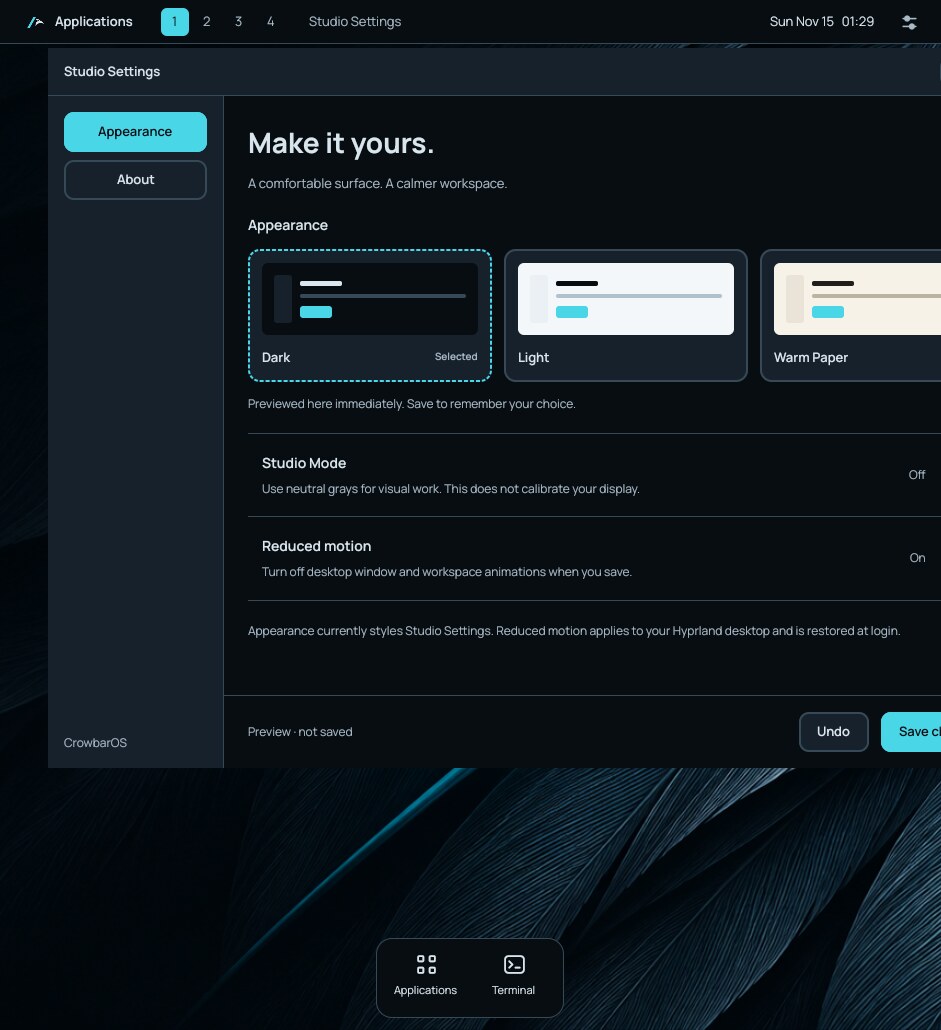 Applications 1 2 3 4 Studio Settings Sun Nov 15 01:29
Studio Settings
Appearance
About
Make it yours.
A comfortable surface. A calmer workspace.
Appearance
Dark Selected
Light
Warm Paper
Previewed here immediately. Save to remember your choice.
Studio Mode
Use neutral grays for visual work. This does not calibrate your display.
Off
Reduced motion
Turn off desktop window and workspace animations when you save.
On
Appearance currently styles Studio Settings. Reduced motion applies to your Hyprland desktop and is restored at login.
CrowbarOS
Preview · not saved
Undo
Save
Applications
Terminal